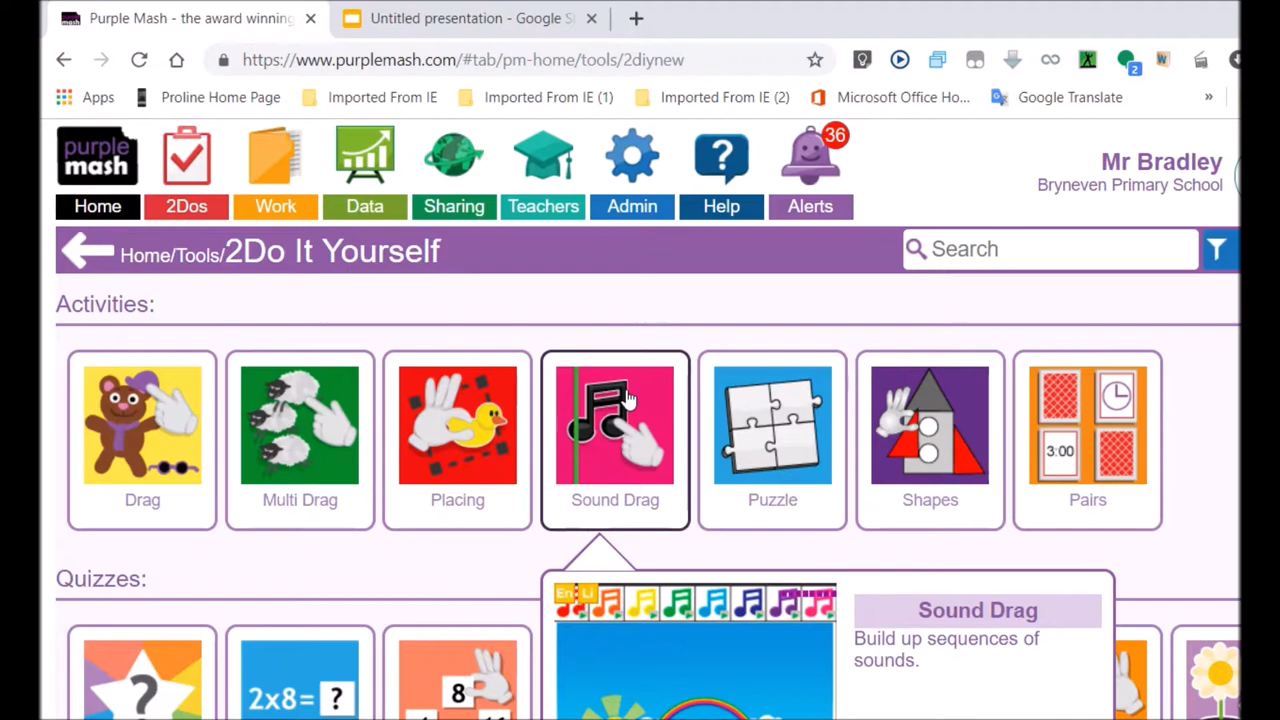 Purple Mash - the award winning
Untitled presentation - Google S
https://www.purplemash.com/#tab/pm-home/tools/2diynew
2
Apps
Proline Home Page
Imported From IE
Imported From IE (1)
Imported From IE (2)
Microsoft Office Ho...
Google Translate
»
purple
mash
36
Mr Bradley
Bryneven Primary School
Home
2Dos
Work
Data
Sharing
Teachers
Admin
Help
Alerts
Home/Tools/2Do It Yourself
Search
Activities:
3:00
Drag
Multi Drag
Placing
Sound Drag
Puzzle
Shapes
Pairs
Quizzes:
En
Li
Sound Drag
Build up sequences of
sounds.
?
2x8= ?
8